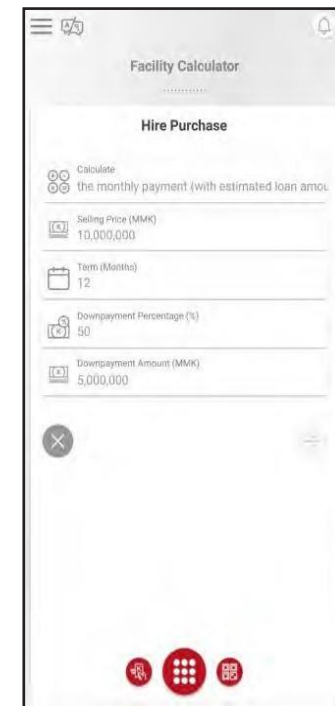 Facility Calculator
Hire Purchase
Calculate
the monthly payment (with estimated loan amou
Selling Price (MMK)
10,000,000
Term (Months)
12
Downpayment Percentage (%)
50
Downpayment Amount (MMK)
5,000,000